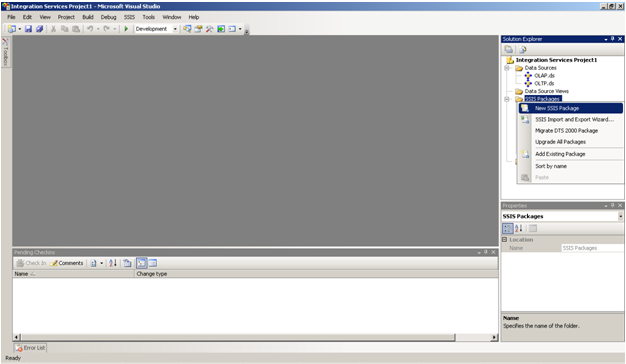 Integration Services Project1 - Microsoft Visual Studio
File Edit View Project Build Debug SSIS Tools Window Help
Development
Toolbox
Solution Explorer
Integration Services Project1
Data Sources
OLAP.ds
OLTP.ds
Data Source Views
SSIS Packages
New SSIS Package
SSIS Import and Export Wizard...
Migrate DTS 2000 Package
Upgrade All Packages
Add Existing Package
Sort by name
Paste
Properties
SSIS Packages
Location
Name SSIS Packages
Name
Specifies the name of the folder.
Pending Checkins
Check In Comments
Name Change type
Error List
Ready